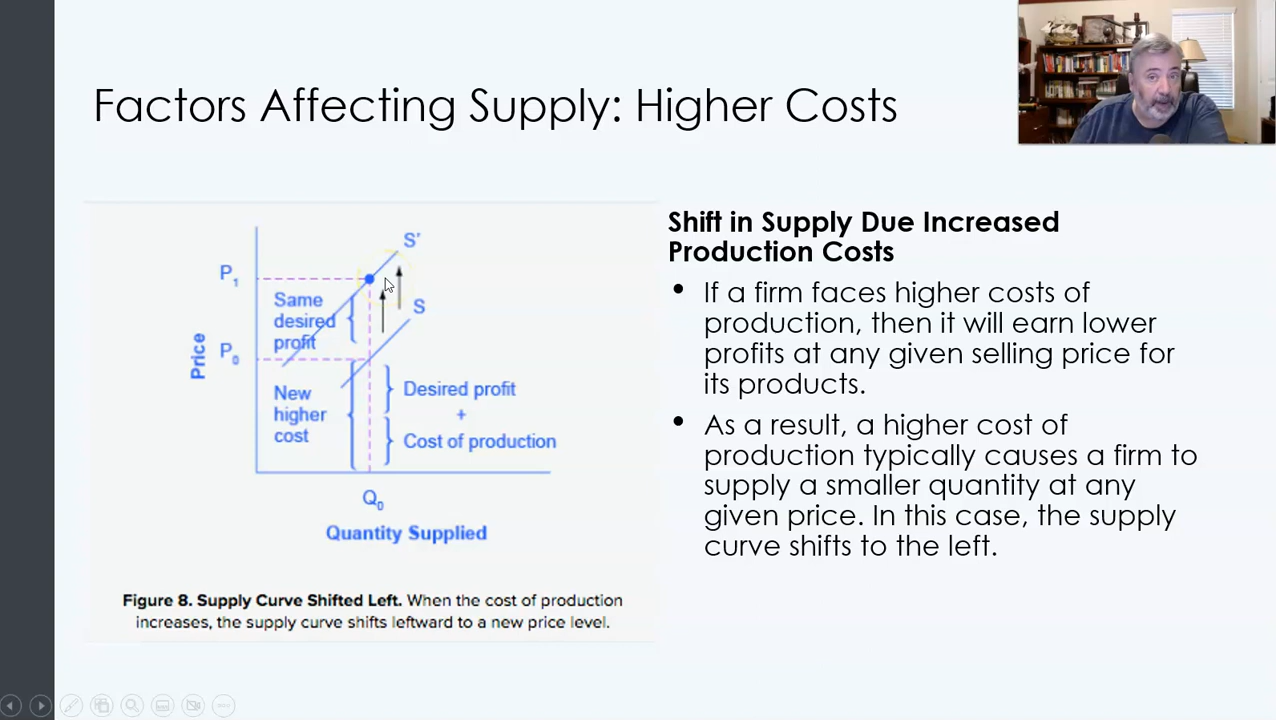 Factors Affecting Supply: Higher Costs
S’
P1
Same
desired
profit
S
Price
P0
New
higher
cost
Desired profit
+
Cost of production
Q0
Quantity Supplied
Figure 8. Supply Curve Shifted Left. When the cost of production
increases, the supply curve shifts leftward to a new price level.
Shift in Supply Due Increased
Production Costs
• If a firm faces higher costs of
production, then it will earn lower
profits at any given selling price for
its products.
• As a result, a higher cost of
production typically causes a firm to
supply a smaller quantity at any
given price. In this case, the supply
curve shifts to the left.